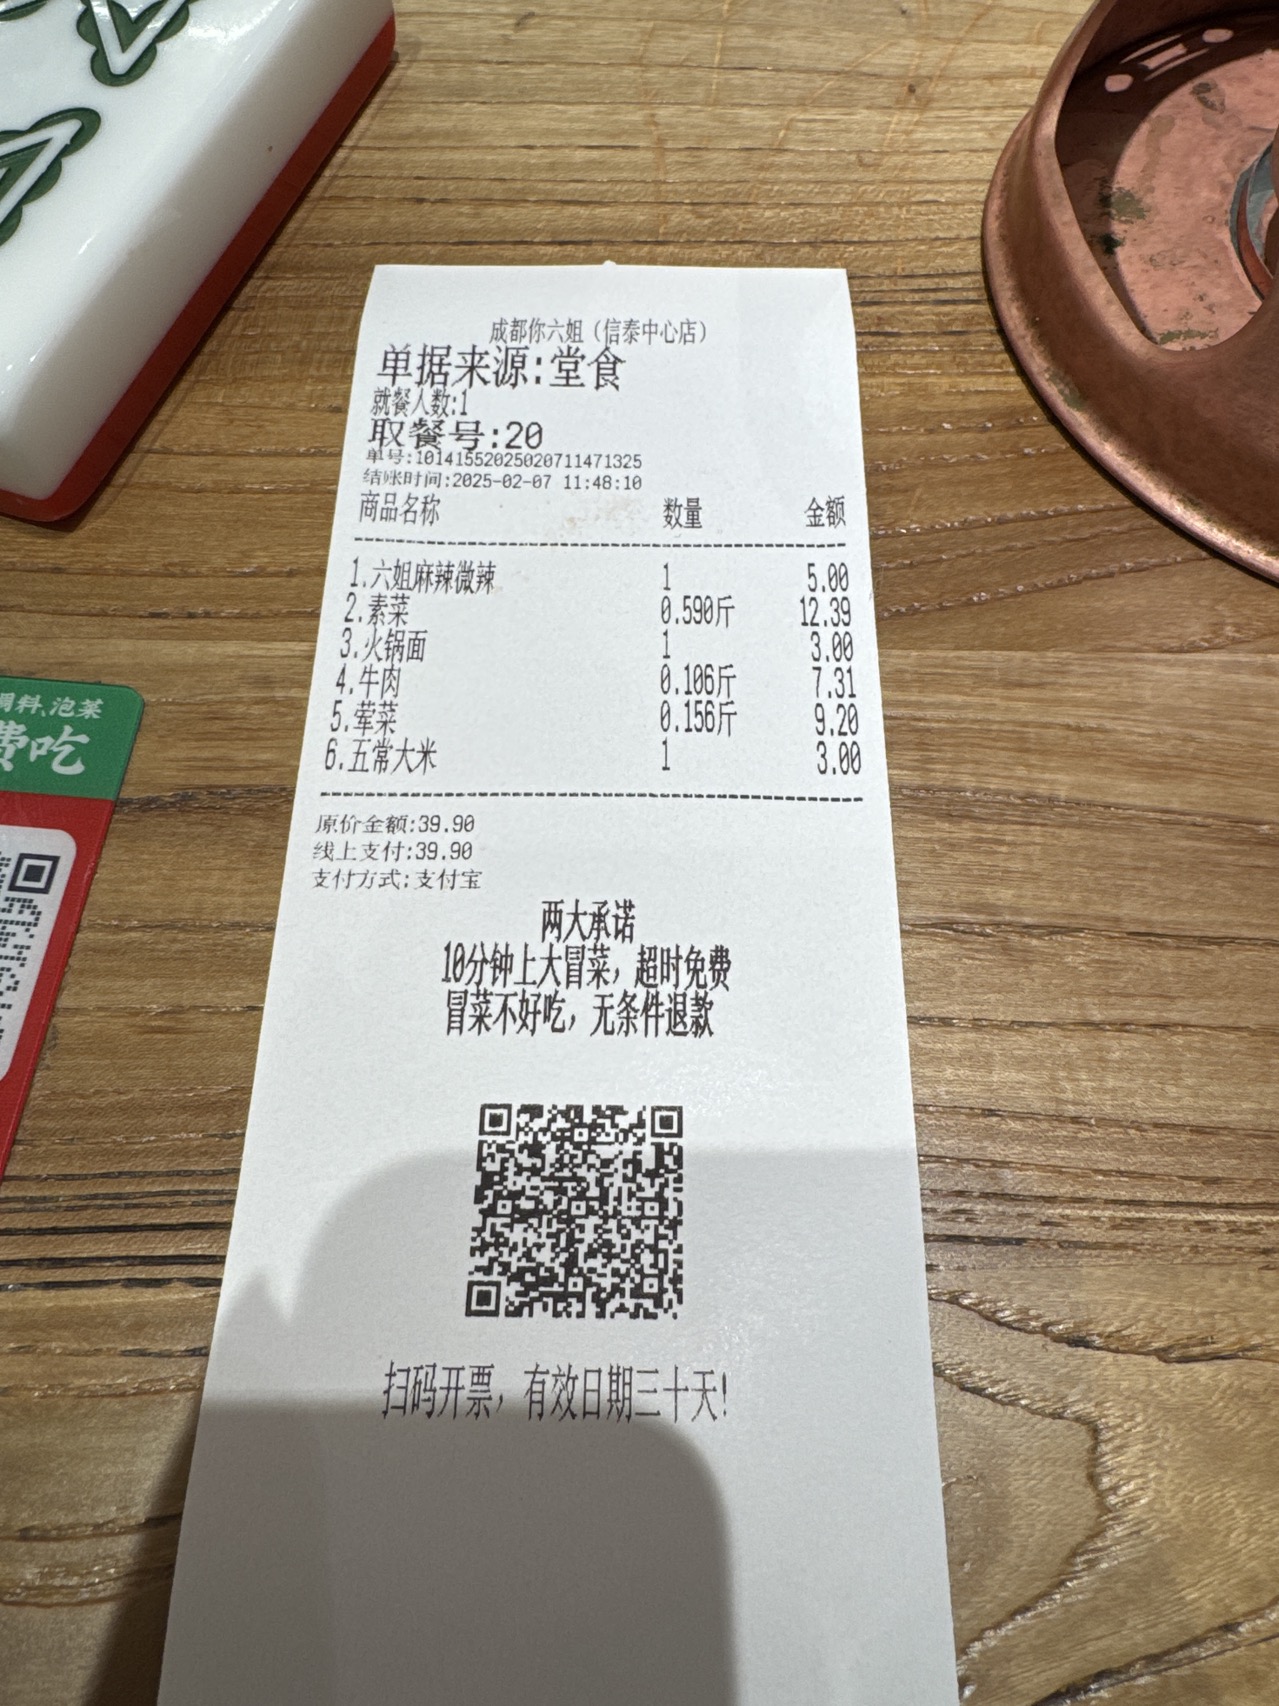 成都你六姐（信泰中心店）
单据来源:堂食
就餐人数:1
取餐号:20
单号:10141552025020711471325
结账时间:2025-02-07 11:48:10
商品名称 数量 金额
1.六姐麻辣微辣 1 5.00
2.素菜 0.590斤 12.39
3.火锅面 1 3.00
4.牛肉 0.106斤 7.31
5.荤菜 0.156斤 9.20
6.五常大米 1 3.00
原价金额:39.90
线上支付:39.90
支付方式:支付宝
两大承诺
10分钟上大冒菜，超时免费
冒菜不好吃，无条件退款
扫码开票，有效日期三十天!
调料、泡菜
费吃